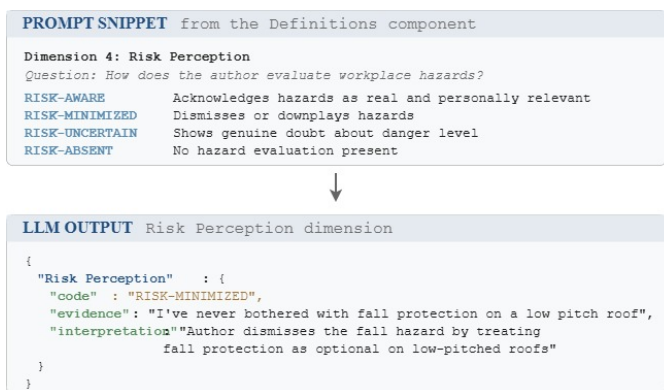 PROMPT SNIPPET from the Definitions component
Dimension 4: Risk Perception
Question: How does the author evaluate workplace hazards?
RISK-AWARE Acknowledges hazards as real and personally relevant
RISK-MINIMIZED Dismisses or downplays hazards
RISK-UNCERTAIN Shows genuine doubt about danger level
RISK-ABSENT No hazard evaluation present
LLM OUTPUT Risk Perception dimension
{
"Risk Perception" : {
"code" : "RISK-MINIMIZED",
"evidence": "I've never bothered with fall protection on a low pitch roof",
"interpretation": "Author dismisses the fall hazard by treating
fall protection as optional on low-pitched roofs"
}
}